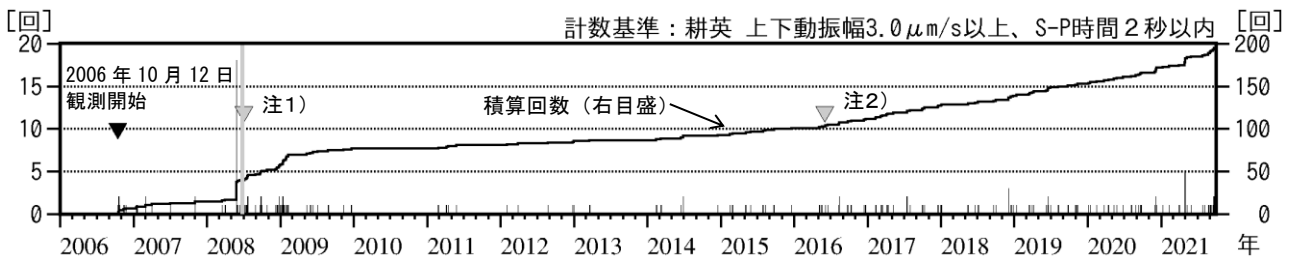 [回] 計数基準：耕英 上下動振幅3.0μm/s以上、S-P時間２秒以内 [回]
20 200
2006 年 10 月 12 日
観測開始
15 150
注1） 積算回数（右目盛） 注2）
10 100
5 50
0 0
2006 2007 2008 2009 2010 2011 2012 2013 2014 2015 2016 2017 2018 2019 2020 2021 年